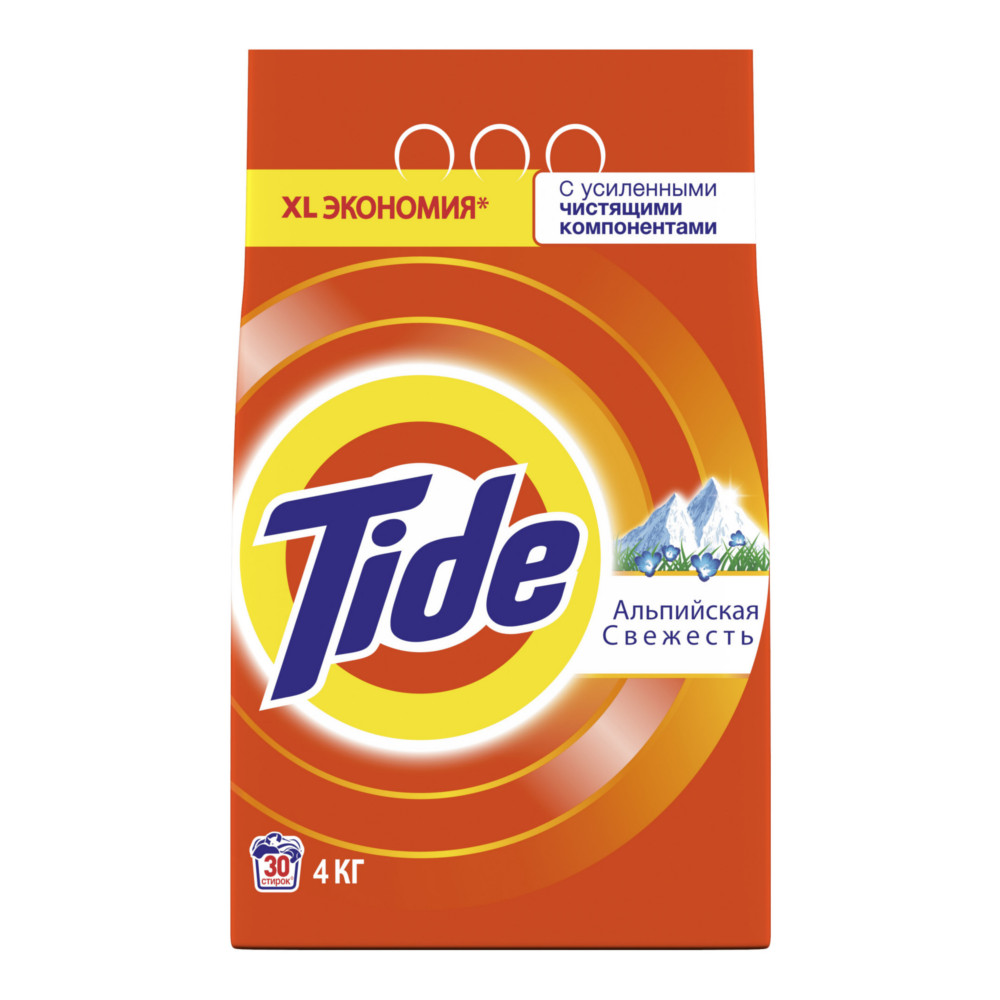 XL ЭКОНОМИЯ*
С усиленными
чистящими
компонентами
Tide
Альпийская
Свежесть
30
стирок*
4 КГ